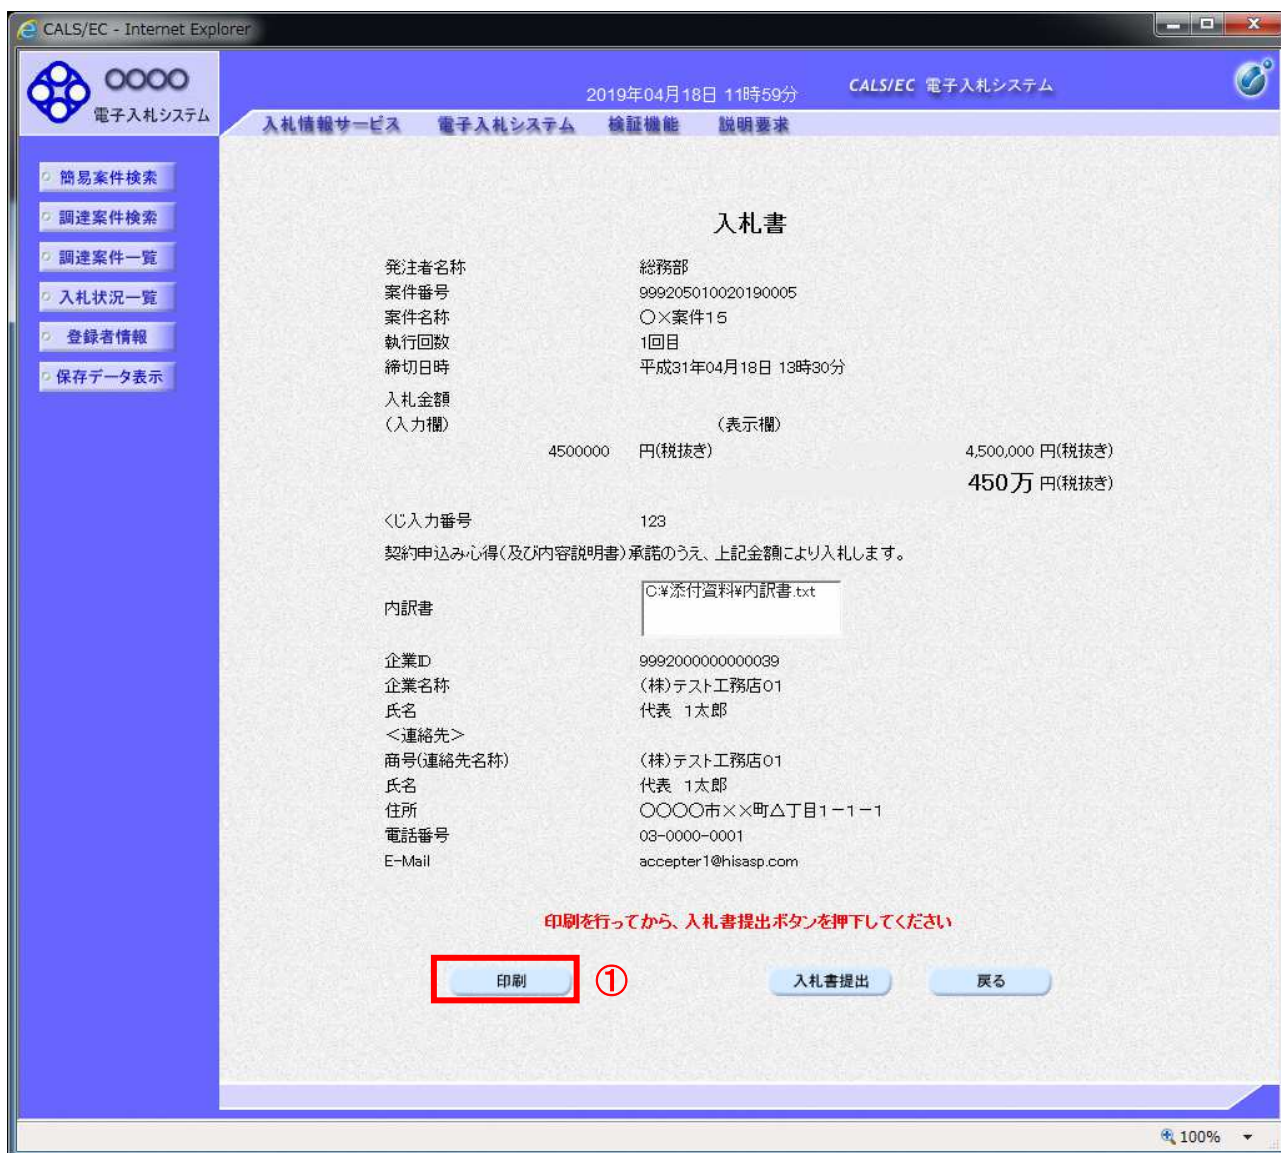 CALS/EC - Internet Explorer
○○○○
電子入札システム
2019年04月18日 11時59分
CALS/EC 電子入札システム
入札情報サービス 電子入札システム 検証機能 説明要求
簡易案件検索
調達案件検索
調達案件一覧
入札状況一覧
登録者情報
保存データ表示
入札書
発注者名称 総務部
案件番号 999205010020190005
案件名称 ○×案件15
執行回数 1回目
締切日時 平成31年04月18日 13時30分
入札金額
(入力欄) (表示欄)
4500000 円(税抜き) 4,500,000 円(税抜き)
450万 円(税抜き)
くじ入力番号 123
契約申込み心得(及び内容説明書)承諾のうえ、上記金額により入札します。
内訳書 C:¥添付資料¥内訳書.txt
企業ID 9992000000000039
企業名称 (株)テスト工務店01
氏名 代表 1太郎
<連絡先>
商号(連絡先名称) (株)テスト工務店01
氏名 代表 1太郎
住所 ○○○○市××町△丁目1-1-1
電話番号 03-0000-0001
E-Mail accepter1@hisasp.com
印刷を行ってから、入札書提出ボタンを押下してください
印刷 ① 入札書提出 戻る
100%